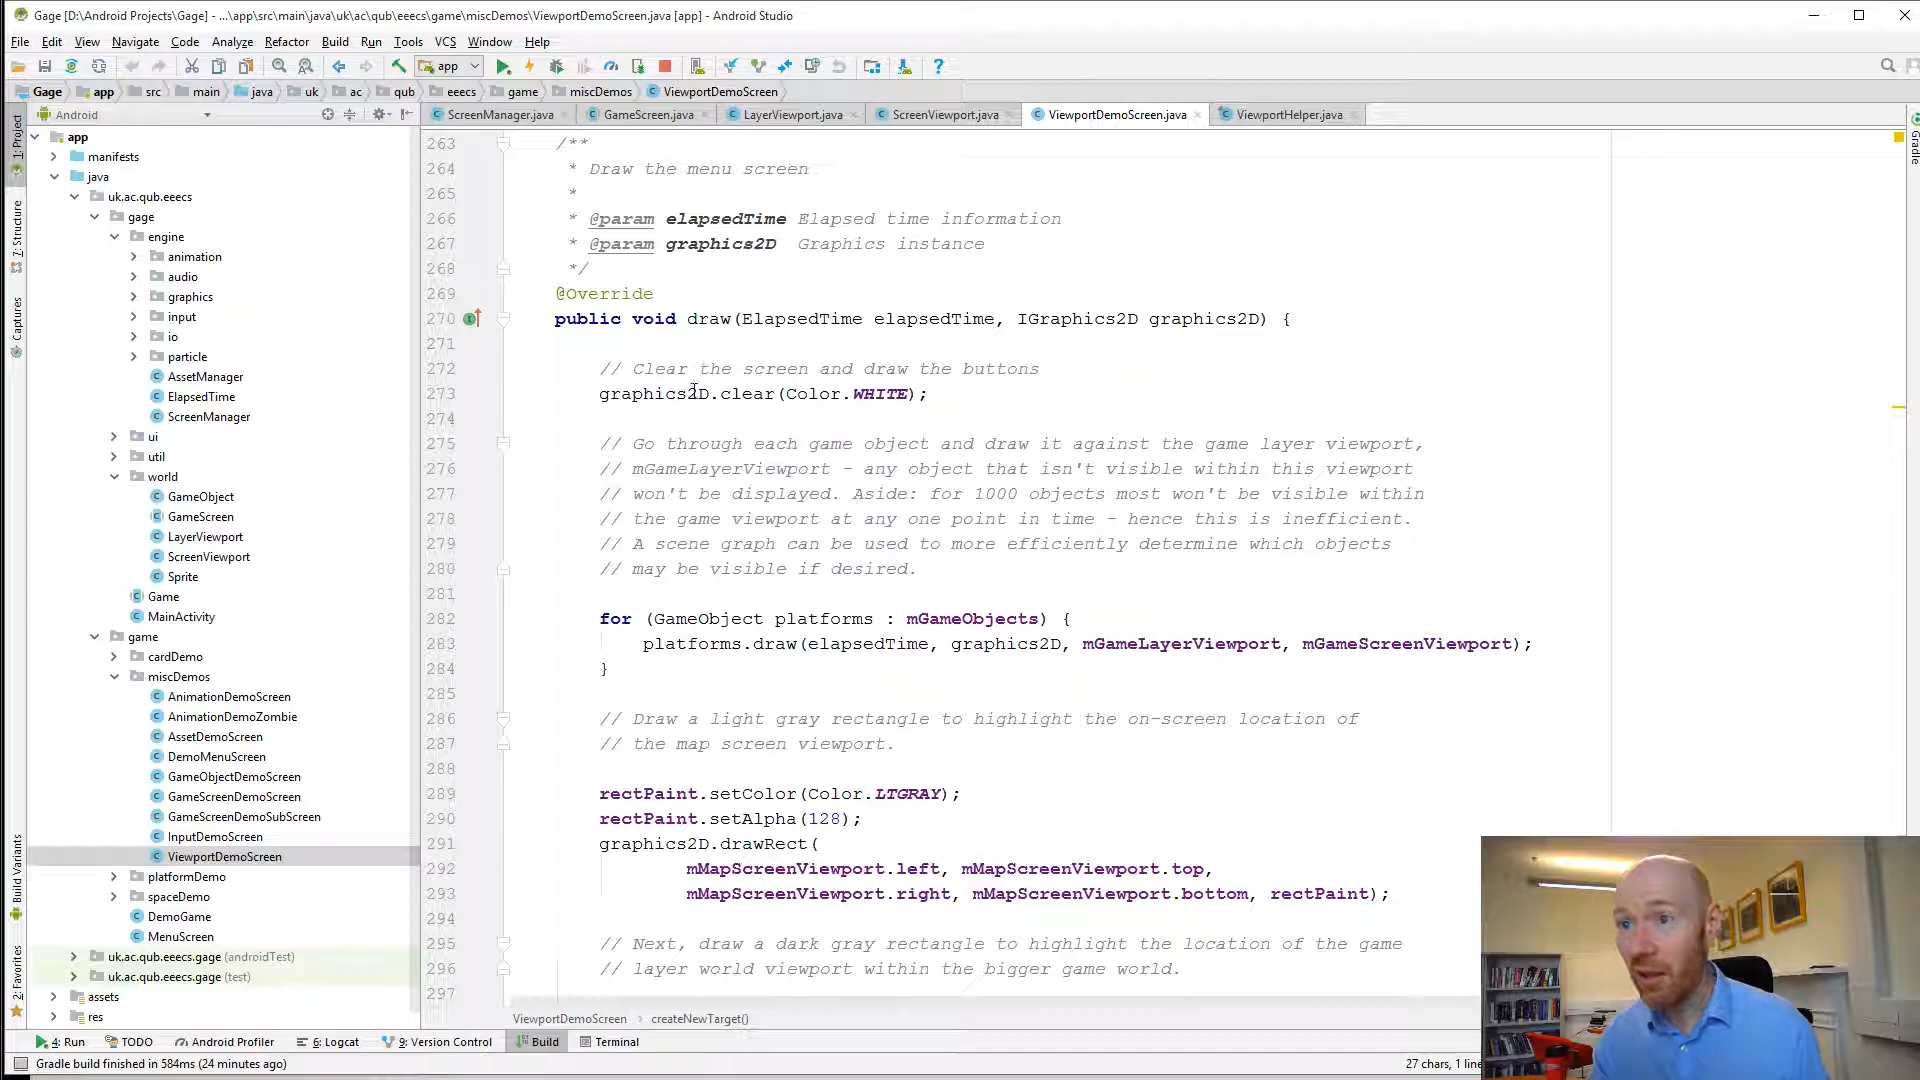 Gage [D:\Android Projects\Gage] - ...\app\src\main\java\uk\ac\qub\eeecs\game\miscDemos\ViewportDemoScreen.java [app] - Android Studio
File Edit View Navigate Code Analyze Refactor Build Run Tools VCS Window Help
app
Gage app src main java uk ac qub eeecs game miscDemos ViewportDemoScreen
Android
ScreenManager.java GameScreen.java LayerViewport.java ScreenViewport.java ViewportDemoScreen.java ViewportHelper.java
1: Project
7: Structure
Captures
Build Variants
2: Favorites
Gradle
app
manifests
java
uk.ac.qub.eeecs
gage
engine
animation
audio
graphics
input
io
particle
AssetManager
ElapsedTime
ScreenManager
ui
util
world
GameObject
GameScreen
LayerViewport
ScreenViewport
Sprite
Game
MainActivity
game
cardDemo
miscDemos
AnimationDemoScreen
AnimationDemoZombie
AssetDemoScreen
DemoMenuScreen
GameObjectDemoScreen
GameScreenDemoScreen
GameScreenDemoSubScreen
InputDemoScreen
ViewportDemoScreen
platformDemo
spaceDemo
DemoGame
MenuScreen
uk.ac.qub.eeecs.gage (androidTest)
uk.ac.qub.eeecs.gage (test)
assets
res
263 /**
264 * Draw the menu screen
265 *
266 * @param elapsedTime Elapsed time information
267 * @param graphics2D Graphics instance
268 */
269 @Override
270 public void draw(ElapsedTime elapsedTime, IGraphics2D graphics2D) {
271
272 // Clear the screen and draw the buttons
273 graphics2D.clear(Color.WHITE);
274
275 // Go through each game object and draw it against the game layer viewport,
276 // mGameLayerViewport - any object that isn't visible within this viewport
277 // won't be displayed. Aside: for 1000 objects most won't be visible within
278 // the game viewport at any one point in time - hence this is inefficient.
279 // A scene graph can be used to more efficiently determine which objects
280 // may be visible if desired.
281
282 for (GameObject platforms : mGameObjects) {
283 platforms.draw(elapsedTime, graphics2D, mGameLayerViewport, mGameScreenViewport);
284 }
285
286 // Draw a light gray rectangle to highlight the on-screen location of
287 // the map screen viewport.
288
289 rectPaint.setColor(Color.LTGRAY);
290 rectPaint.setAlpha(128);
291 graphics2D.drawRect(
292 mMapScreenViewport.left, mMapScreenViewport.top,
293 mMapScreenViewport.right, mMapScreenViewport.bottom, rectPaint);
294
295 // Next, draw a dark gray rectangle to highlight the location of the game
296 // layer world viewport within the bigger game world.
297
ViewportDemoScreen createNewTarget()
4: Run TODO Android Profiler 6: Logcat 9: Version Control Build Terminal
Gradle build finished in 584ms (24 minutes ago) 27 chars, 1 line